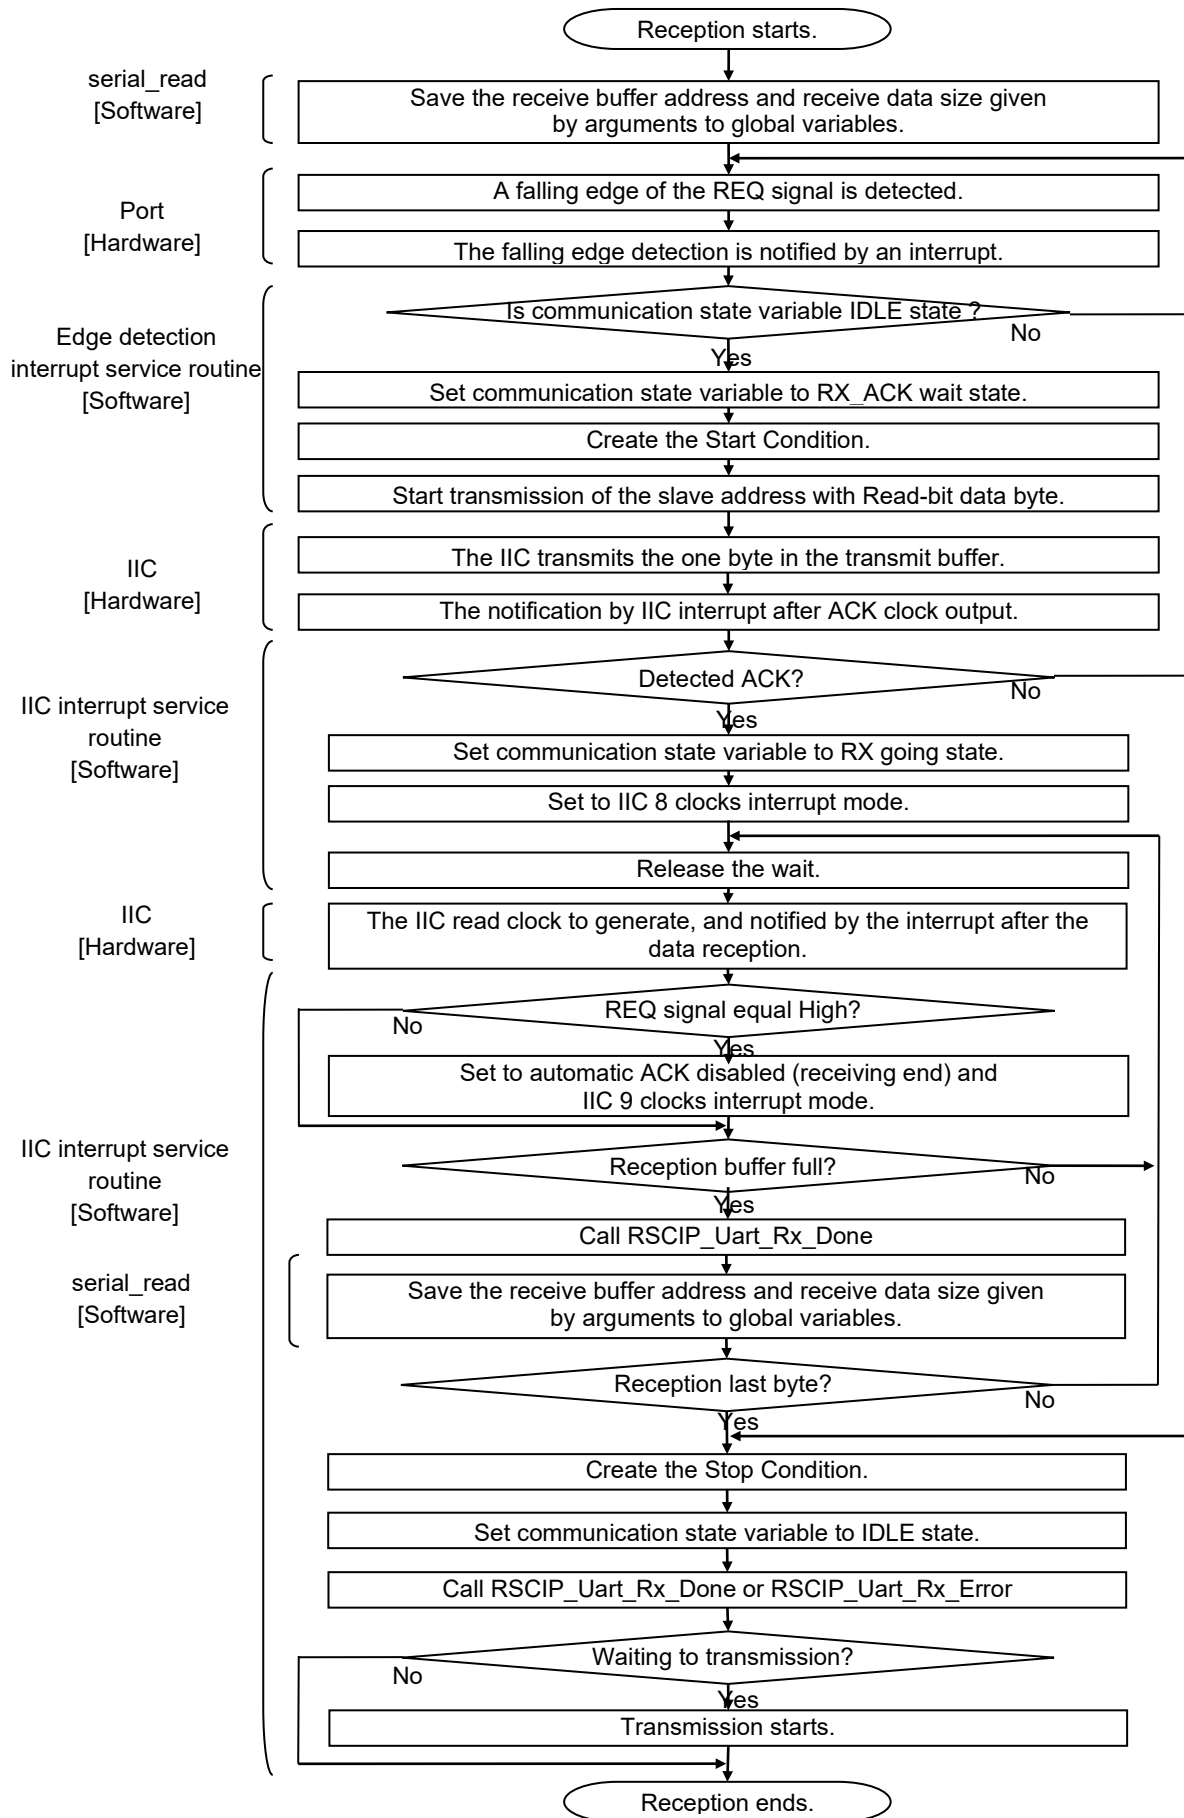 Reception starts.
serial_read
[Software]
Save the receive buffer address and receive data size given
by arguments to global variables.
Port
[Hardware]
A falling edge of the REQ signal is detected.
The falling edge detection is notified by an interrupt.
Edge detection
interrupt service routine
[Software]
Is communication state variable IDLE state ?
No
Yes
Set communication state variable to RX_ACK wait state.
Create the Start Condition.
Start transmission of the slave address with Read-bit data byte.
IIC
[Hardware]
The IIC transmits the one byte in the transmit buffer.
The notification by IIC interrupt after ACK clock output.
IIC interrupt service
routine
[Software]
Detected ACK?
No
Yes
Set communication state variable to RX going state.
Set to IIC 8 clocks interrupt mode.
Release the wait.
IIC
[Hardware]
The IIC read clock to generate, and notified by the interrupt after the
data reception.
IIC interrupt service
routine
[Software]
REQ signal equal High?
No
Yes
Set to automatic ACK disabled (receiving end) and
IIC 9 clocks interrupt mode.
Reception buffer full?
No
Yes
Call RSCIP_Uart_Rx_Done
serial_read
[Software]
Save the receive buffer address and receive data size given
by arguments to global variables.
Reception last byte?
No
Yes
Create the Stop Condition.
Set communication state variable to IDLE state.
Call RSCIP_Uart_Rx_Done or RSCIP_Uart_Rx_Error
Waiting to transmission?
No
Yes
Transmission starts.
Reception ends.